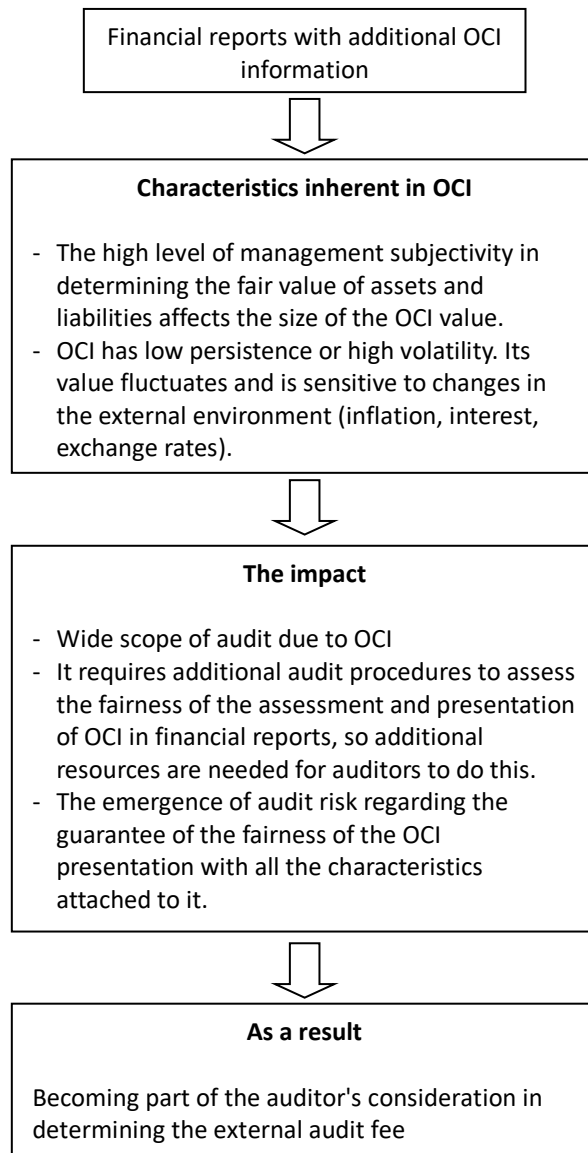 Financial reports with additional OCI
information
Characteristics inherent in OCI
- The high level of management subjectivity in
determining the fair value of assets and
liabilities affects the size of the OCI value.
- OCI has low persistence or high volatility. Its
value fluctuates and is sensitive to changes in
the external environment (inflation, interest,
exchange rates).
The impact
- Wide scope of audit due to OCI
- It requires additional audit procedures to assess
the fairness of the assessment and presentation
of OCI in financial reports, so additional
resources are needed for auditors to do this.
- The emergence of audit risk regarding the
guarantee of the fairness of the OCI
presentation with all the characteristics
attached to it.
As a result
Becoming part of the auditor's consideration in
determining the external audit fee